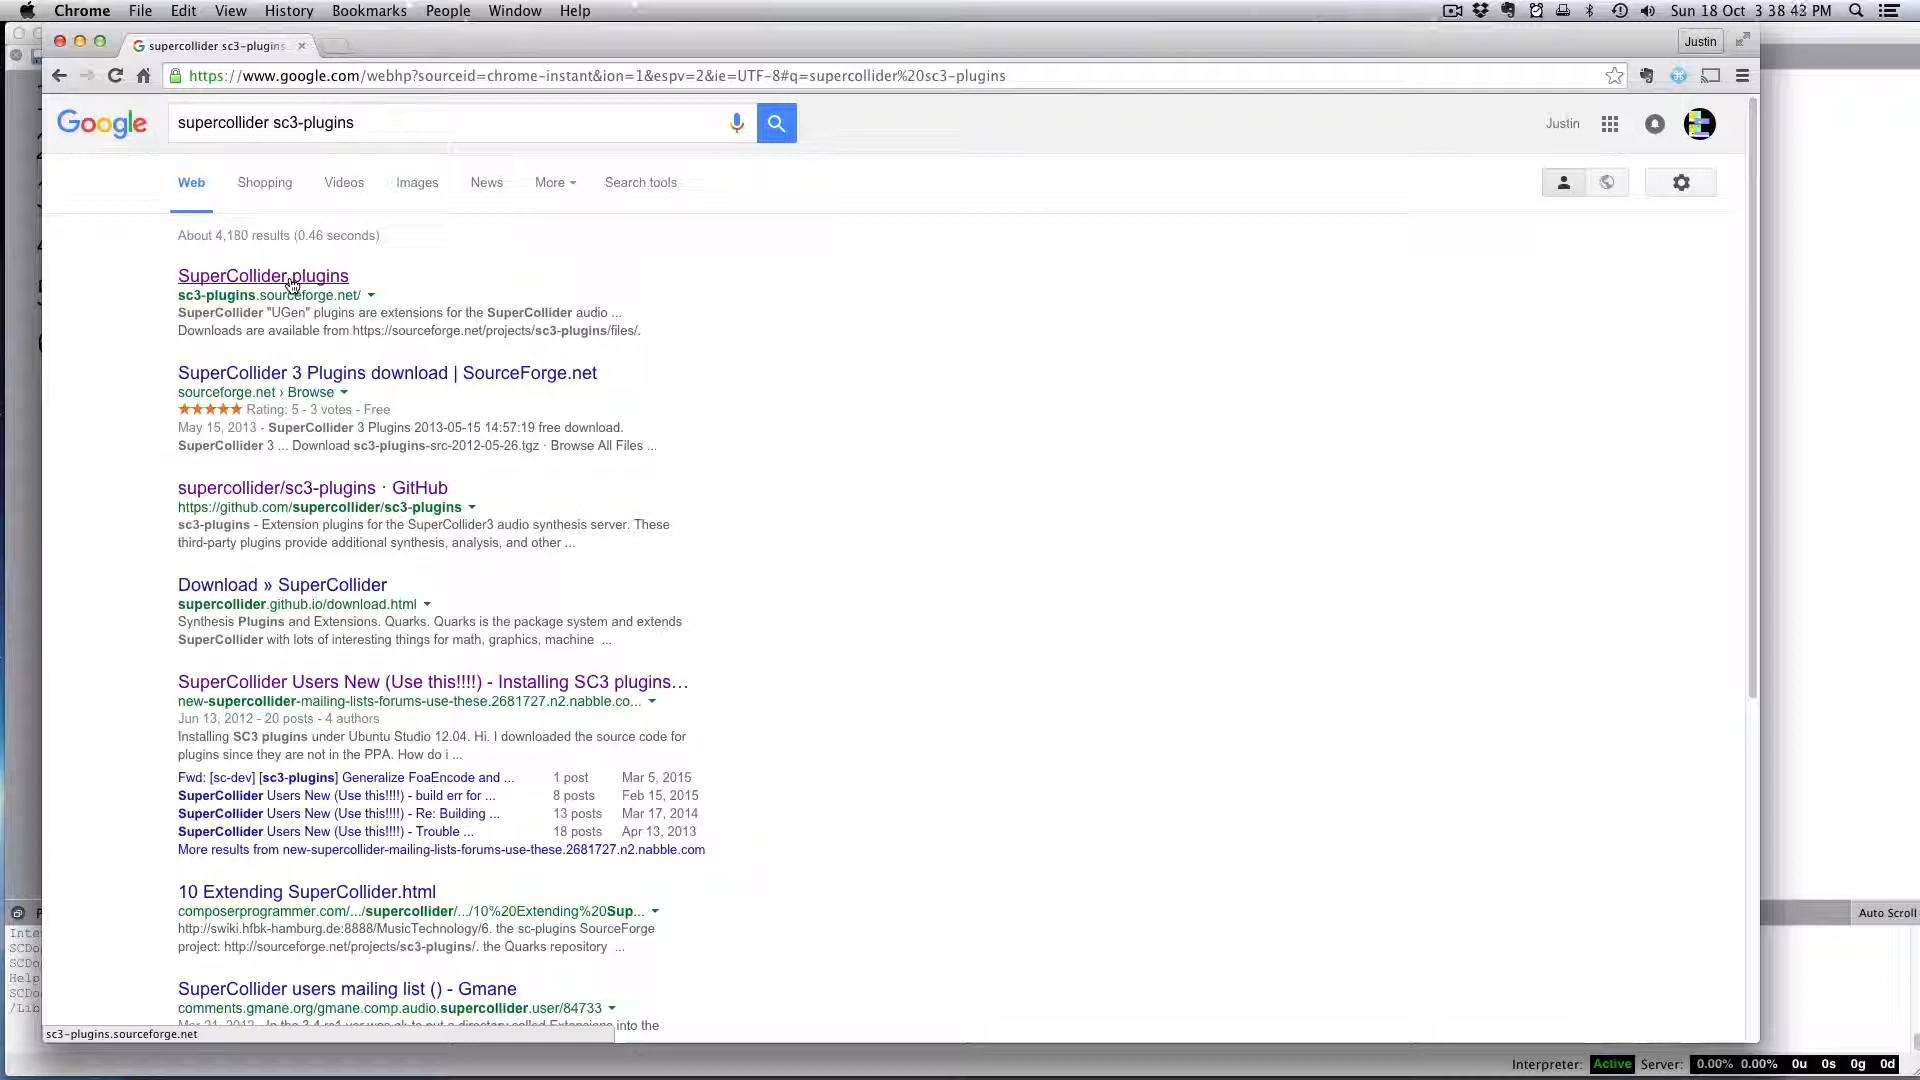 Chrome File Edit View History Bookmarks People Window Help Sun 18 Oct 3 38 43 PM
supercollider sc3-plugins Justin
https://www.google.com/webhp?sourceid=chrome-instant&ion=1&espv=2&ie=UTF-8#q=supercollider%20sc3-plugins
Google supercollider sc3-plugins Justin
Web Shopping Videos Images News More Search tools
About 4,180 results (0.46 seconds)
SuperCollider plugins
sc3-plugins.sourceforge.net/
SuperCollider "UGen" plugins are extensions for the SuperCollider audio ...
Downloads are available from https://sourceforge.net/projects/sc3-plugins/files/.
SuperCollider 3 Plugins download | SourceForge.net
sourceforge.net › Browse
Rating: 5 - 3 votes - Free
May 15, 2013 - SuperCollider 3 Plugins 2013-05-15 14:57:19 free download.
SuperCollider 3 ... Download sc3-plugins-src-2012-05-26.tgz · Browse All Files ...
supercollider/sc3-plugins · GitHub
https://github.com/supercollider/sc3-plugins
sc3-plugins - Extension plugins for the SuperCollider3 audio synthesis server. These
third-party plugins provide additional synthesis, analysis, and other ...
Download » SuperCollider
supercollider.github.io/download.html
Synthesis Plugins and Extensions. Quarks. Quarks is the package system and extends
SuperCollider with lots of interesting things for math, graphics, machine ...
SuperCollider Users New (Use this!!!!) - Installing SC3 plugins...
new-supercollider-mailing-lists-forums-use-these.2681727.n2.nabble.co...
Jun 13, 2012 - 20 posts - 4 authors
Installing SC3 plugins under Ubuntu Studio 12.04. Hi. I downloaded the source code for
plugins since they are not in the PPA. How do i ...
Fwd: [sc-dev] [sc3-plugins] Generalize FoaEncode and ... 1 post Mar 5, 2015
SuperCollider Users New (Use this!!!!) - build err for ... 8 posts Feb 15, 2015
SuperCollider Users New (Use this!!!!) - Re: Building ... 13 posts Mar 17, 2014
SuperCollider Users New (Use this!!!!) - Trouble ... 18 posts Apr 13, 2013
More results from new-supercollider-mailing-lists-forums-use-these.2681727.n2.nabble.com
10 Extending SuperCollider.html
composerprogrammer.com/.../supercollider/.../10%20Extending%20Sup...
http://swiki.hfbk-hamburg.de:8888/MusicTechnology/6. the sc-plugins SourceForge
project: http://sourceforge.net/projects/sc3-plugins/. the Quarks repository ...
Auto Scroll
Inte
SCDo
SCDo
Help
SCDo
/Lib
SuperCollider users mailing list () - Gmane
comments.gmane.org/gmane.comp.audio.supercollider.user/84733
into the
sc3-plugins.sourceforge.net
Interpreter: Active Server: 0.00% 0.00% 0u 0s 0g 0d